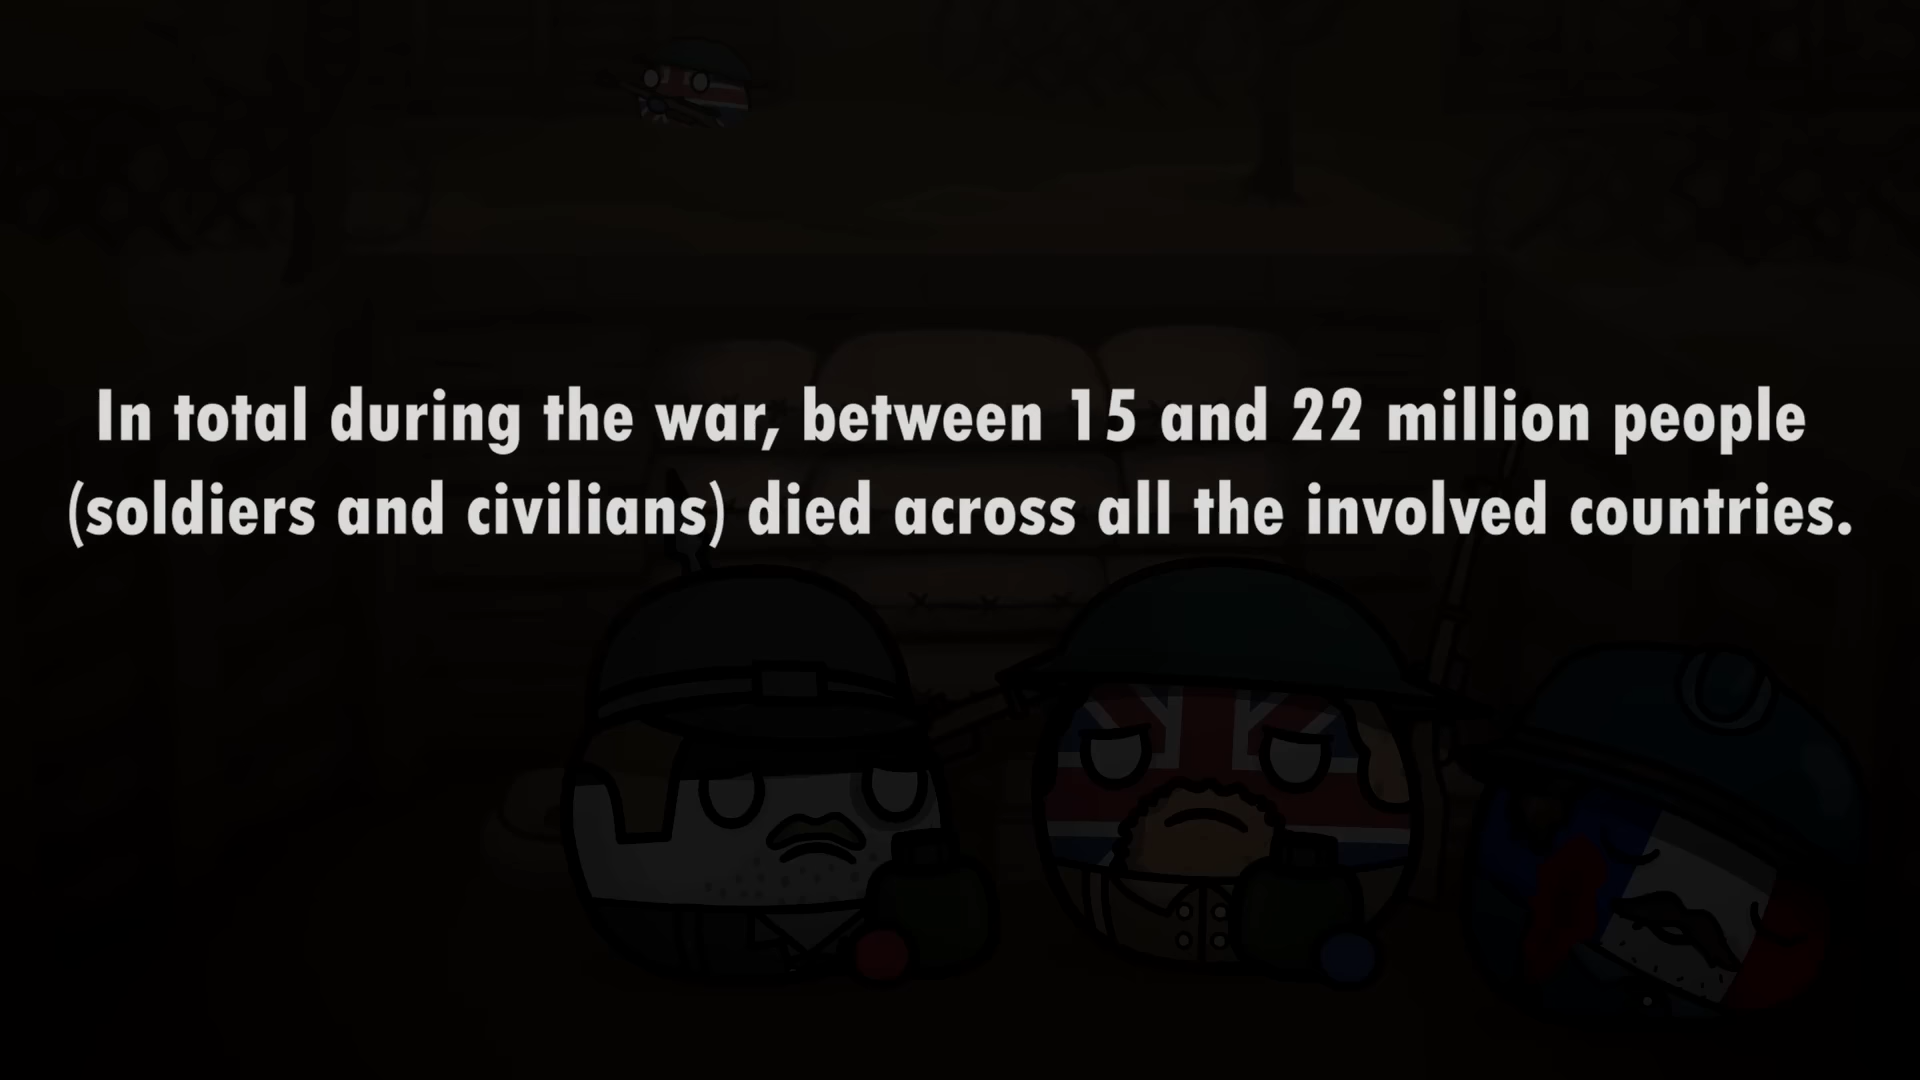 In total during the war, between 15 and 22 million people
(soldiers and civilians) died across all the involved countries.